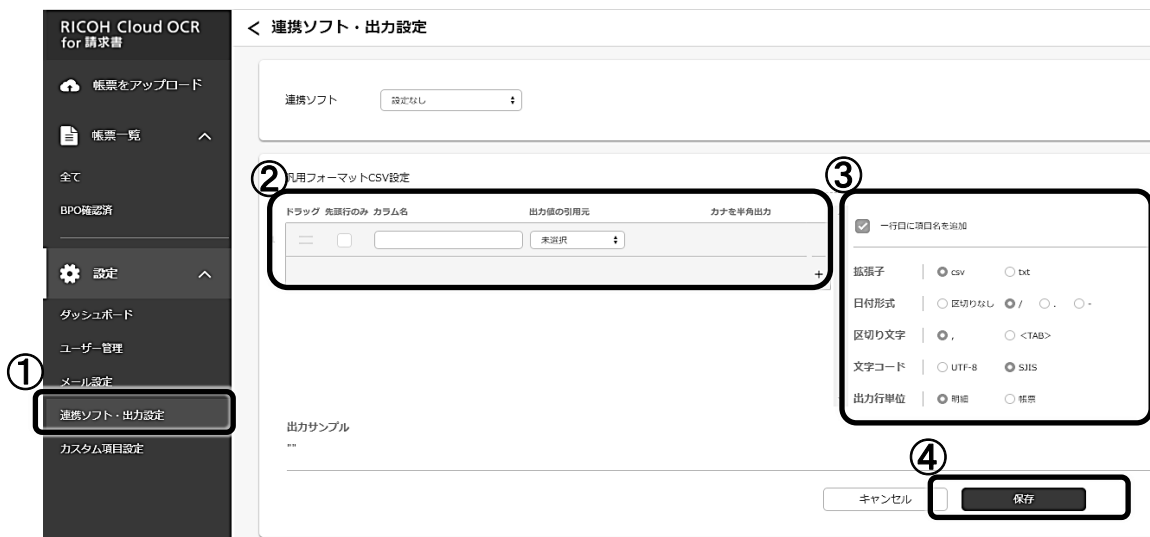 RICOH Cloud OCR
for 請求書
帳票をアップロード
帳票一覧
全て
BPO確認済
設定
ダッシュボード
ユーザー管理
①
メール設定
連携ソフト・出力設定
カスタム項目設定
< 連携ソフト・出力設定
連携ソフト 設定なし
②
汎用フォーマットCSV設定
ドラッグ 先頭行のみ カラム名 出力値の引用元 カナを半角出力
未選択
+
③
一行目に項目名を追加
拡張子 csv txt
日付形式 区切りなし / . -
区切り文字 , <TAB>
文字コード UTF-8 SJIS
出力行単位 明細 帳票
出力サンプル
""
④
キャンセル 保存